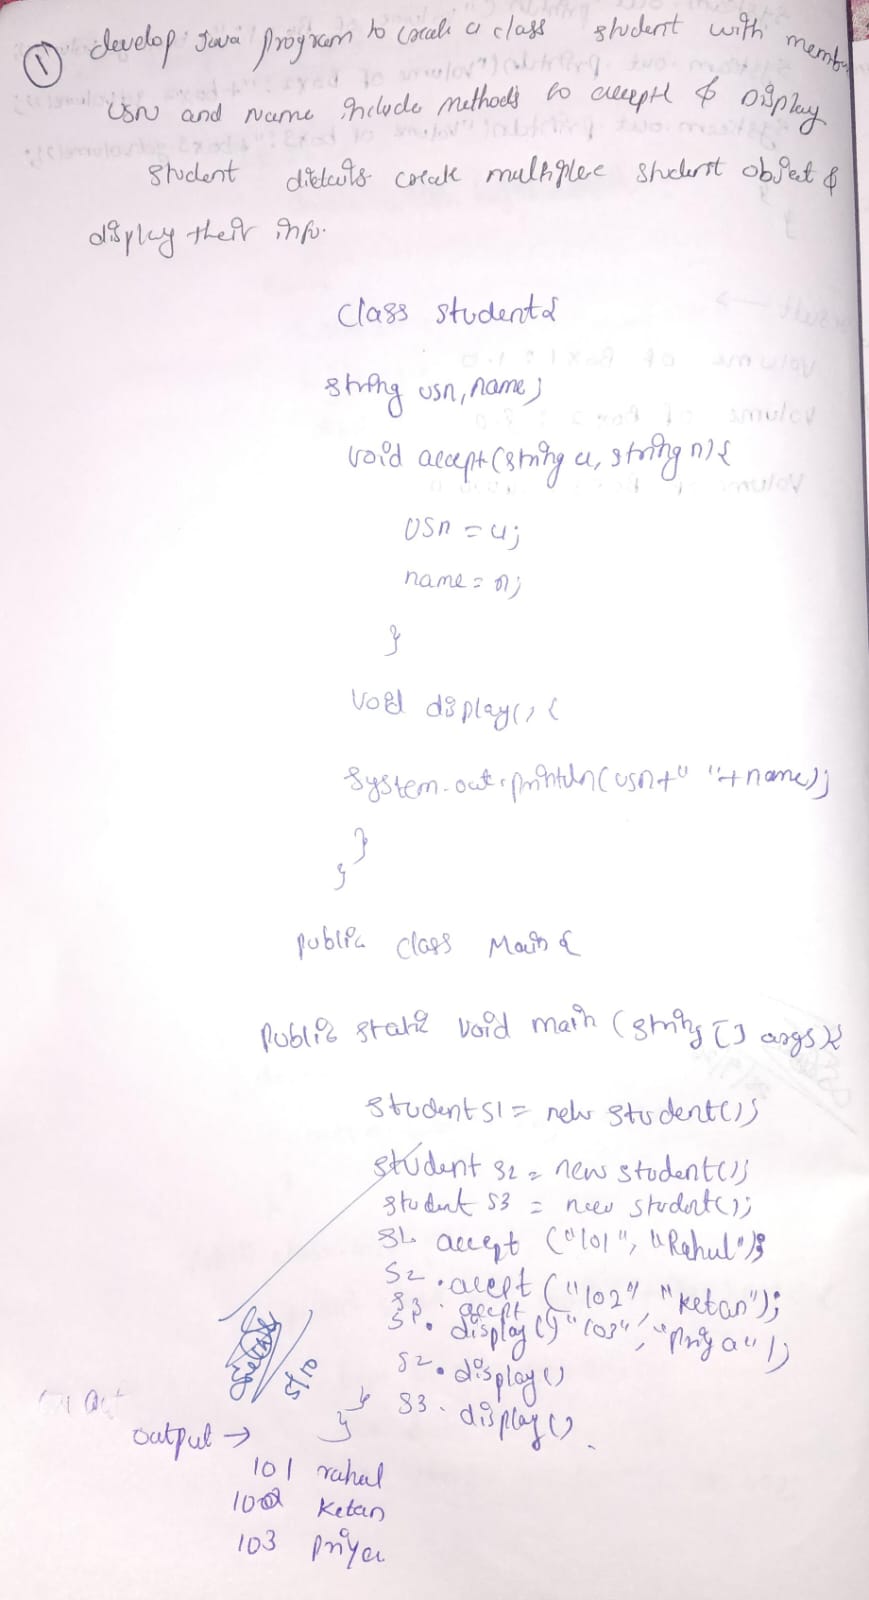 ① develop Java program to create a class student with member
USN and Name include methods to accept & Display
student details create multiple student object &
display their info.
class student{
string usn, name;
void accept(string u, string n){
usn = u;
name = n;
}
void display() {
system.out.println(usn+" "+name);
}
}
public class Main {
public static void main (string [] args){
student s1 = new student();
student s2 = new student();
student s3 = new student();
s1. accept ("101", "Rahul");
s2 . accept ("102" "ketan");
s3 . accept "103", "priya");
s1. display()
s2. display()
s3. display().
}
}
output →
101 rahul
102 ketan
103 priya